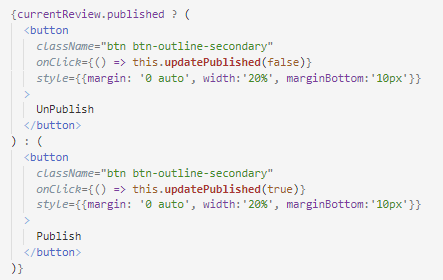 {currentReview.published ? (
<button
className="btn btn-outline-secondary"
onClick={() => this.updatePublished(false)}
style={{margin: '0 auto', width:'20%', marginBottom:'10px'}}
>
UnPublish
</button>
) : (
<button
className="btn btn-outline-secondary"
onClick={() => this.updatePublished(true)}
style={{margin: '0 auto', width:'20%', marginBottom:'10px'}}
>
Publish
</button>
)}